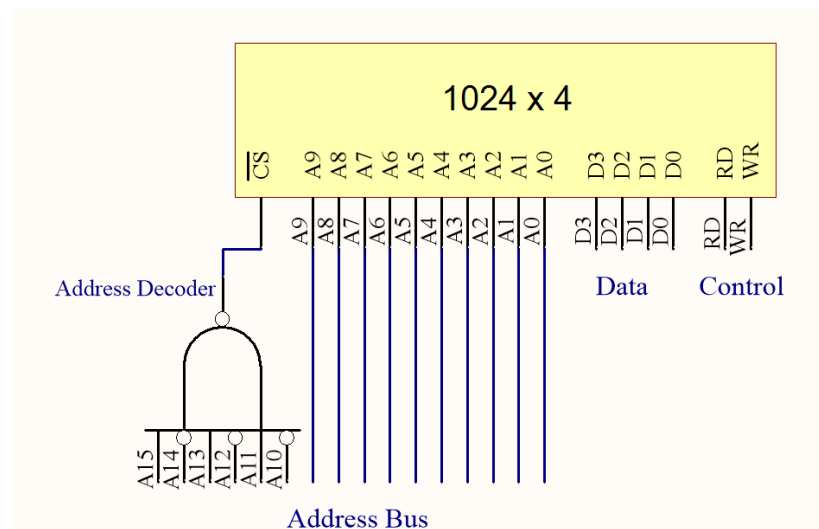 1024 x 4
CS A9 A8 A7 A6 A5 A4 A3 A2 A1 A0 D3 D2 D1 D0 RD WR
A9 A8 A7 A6 A5 A4 A3 A2 A1 A0 D3 D2 D1 D0 RD WR
Address Decoder
Data
Control
A15 A14 A13 A12 A11 A10
Address Bus